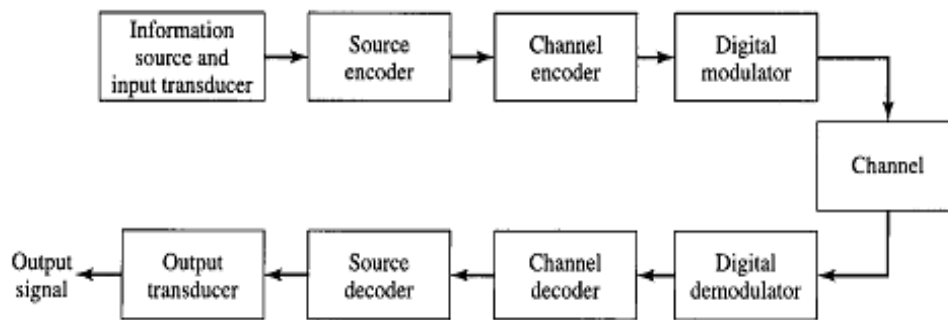 Information
source and
input transducer
Source
encoder
Channel
encoder
Digital
modulator
Channel
Output
signal
Output
transducer
Source
decoder
Channel
decoder
Digital
demodulator